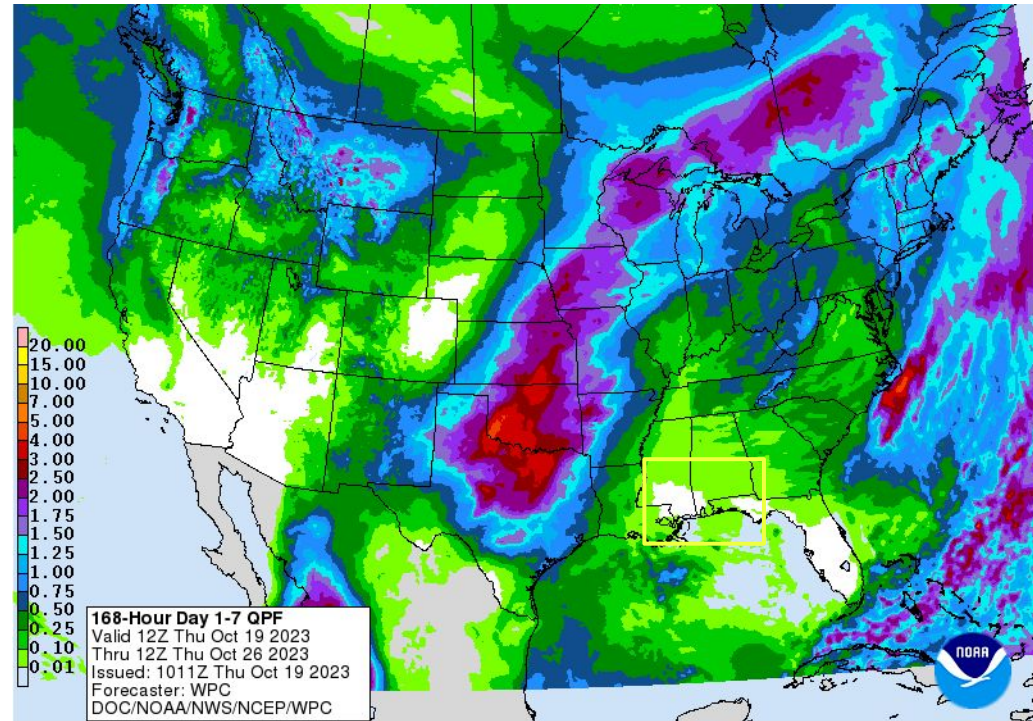 20.00
15.00
10.00
7.00
5.00
4.00
3.00
2.50
2.00
1.75
1.50
1.25
1.00
0.75
0.50
0.25
0.10
0.01
168-Hour Day 1-7 QPF
Valid 12Z Thu Oct 19 2023
Thru 12Z Thu Oct 26 2023
Issued: 1011Z Thu Oct 19 2023
Forecaster: WPC
DOC/NOAA/NWS/NCEP/WPC
NOAA